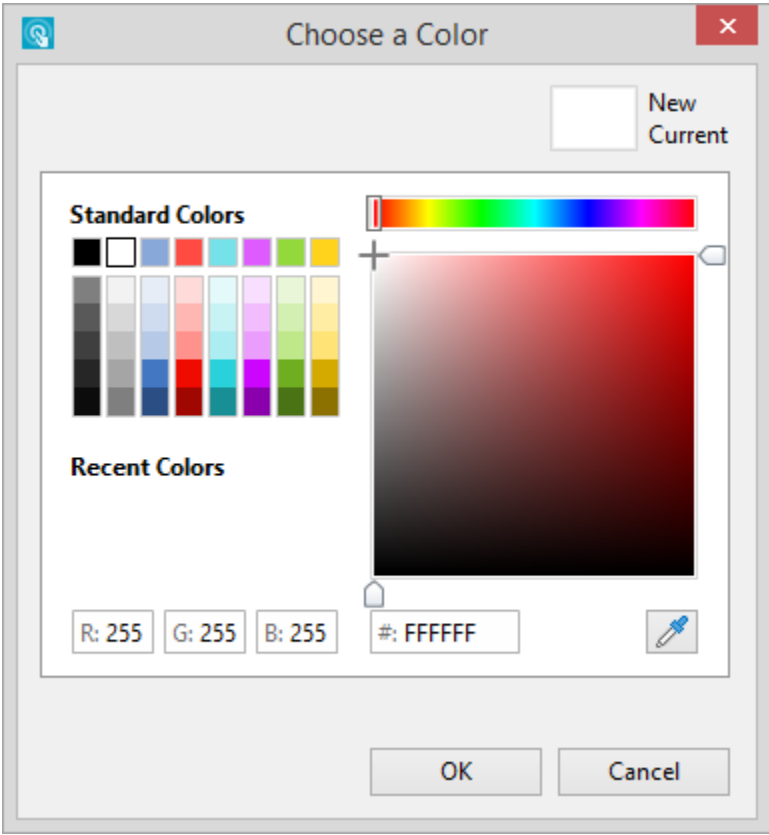 Choose a Color
New
Current
Standard Colors
Recent Colors
R: 255 G: 255 B: 255 #: FFFFFF
OK Cancel